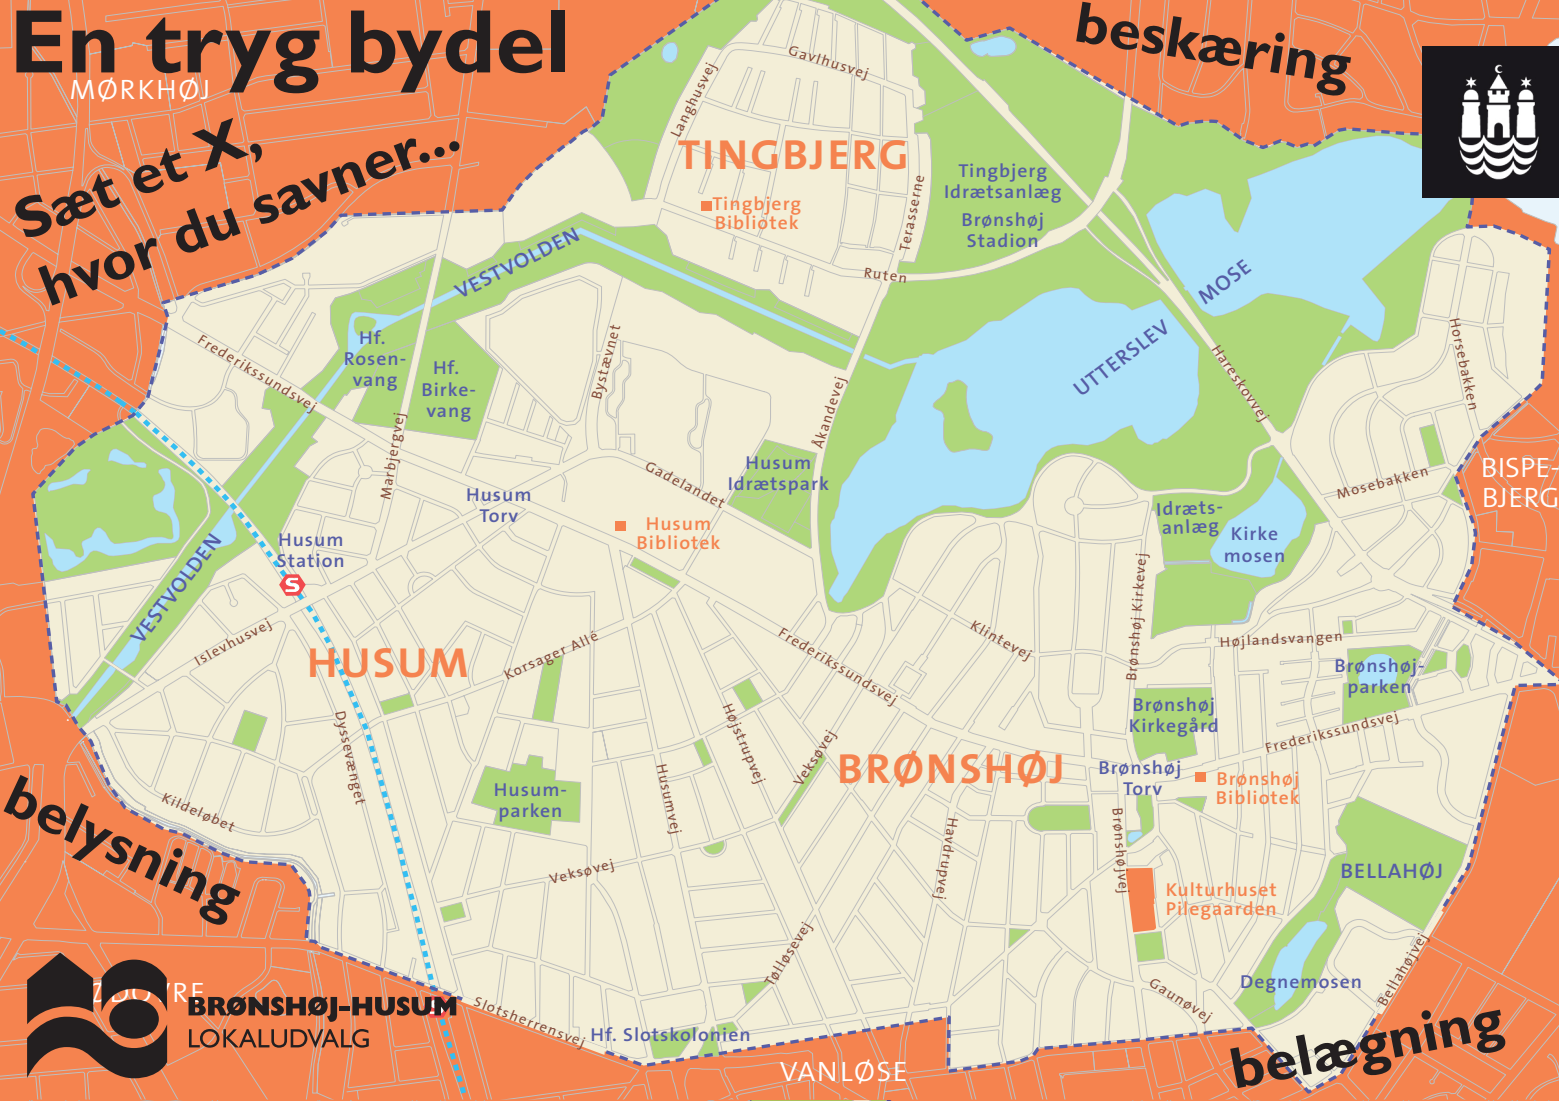 En tryg bydel
MØRKHØJ
Sæt et X,
hvor du savner...
beskæring
Gavlhusvej
Langhusvej
TINGBJERG
Tingbjerg
Bibliotek
Terasserne
Ruten
Tingbjerg
Idrætsanlæg
Brønshøj
Stadion
VESTVOLDEN
MOSE
UTTERSLEV
Hareskovvej
Horsebakken
Frederikssundsvej
Hf.
Rosen-
vang
Hf.
Birke-
vang
Bystævnet
Åkandevej
Marbjergvej
Gadelandet
Husum
Idrætspark
Husum
Torv
Husum
Bibliotek
Mosebakken
BISPE-
BJERG
Idræts-
anlæg
Kirke
mosen
Husum
Station
S
VESTVOLDEN
Islevhusvej
HUSUM
Korsager Allé
Frederikssundsvej
Klintevej
Brønshøj Kirkevej
Højlandsvangen
Brønshøj-
parken
Brønshøj
Kirkegård
Frederikssundsvej
Dyssevænget
Højstrupvej
Veksøvej
BRØNSHØJ
Brønshøj
Torv
Brønshøj
Bibliotek
Husum-
parken
Husumvej
Kildeløbet
belysning
Veksøvej
Havdrupvej
Brønshøjvej
BELLAHØJ
Kulturhuset
Pilegaarden
Tølløsevej
Degnemosen
Bellahøjvej
Gaunøvej
ØDOVRE
BRØNSHØJ-HUSUM
LOKALUDVALG
Slotsherrensvej
Hf. Slotskolonien
VANLØSE
belægning